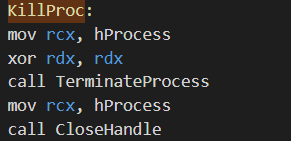 KillProc:
mov rcx, hProcess
xor rdx, rdx
call TerminateProcess
mov rcx, hProcess
call CloseHandle